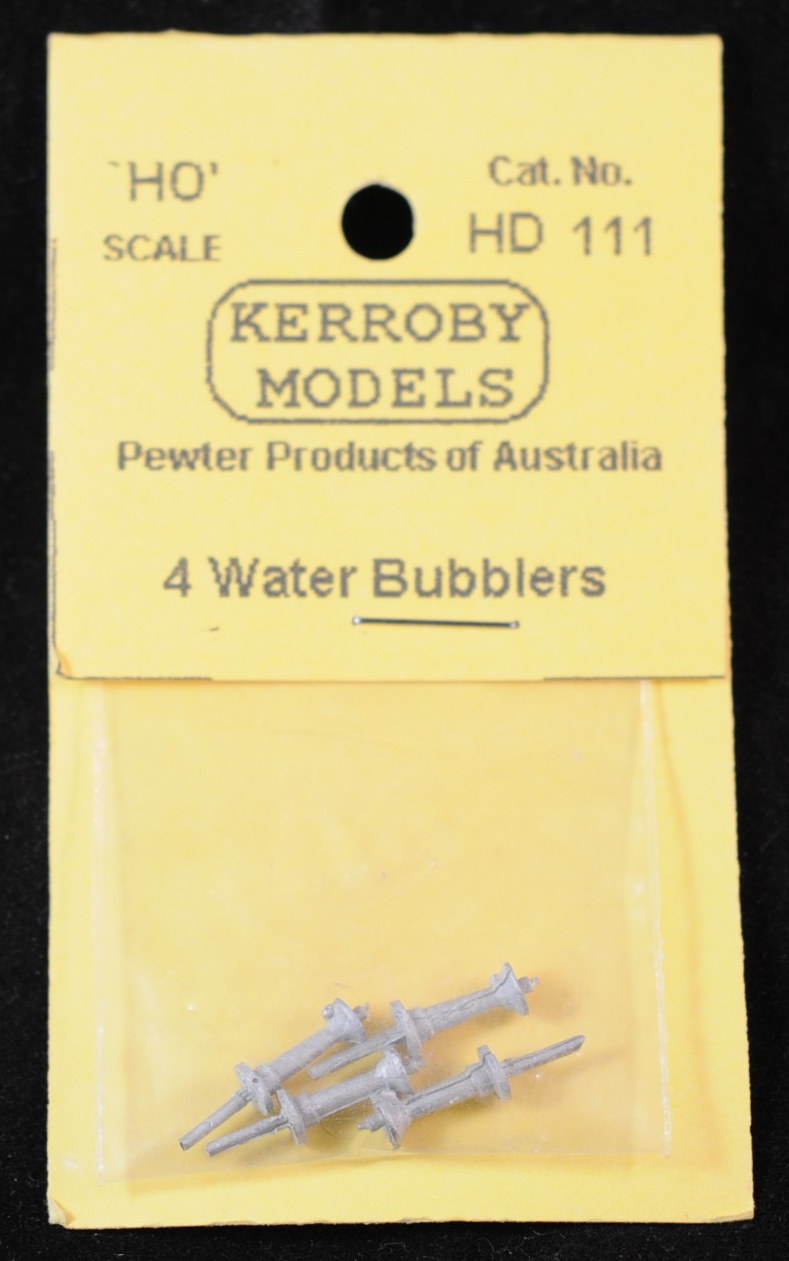 `HO'
SCALE
Cat. No.
HD 111
KERROBY
MODELS
Pewter Products of Australia
4 Water Bubblers